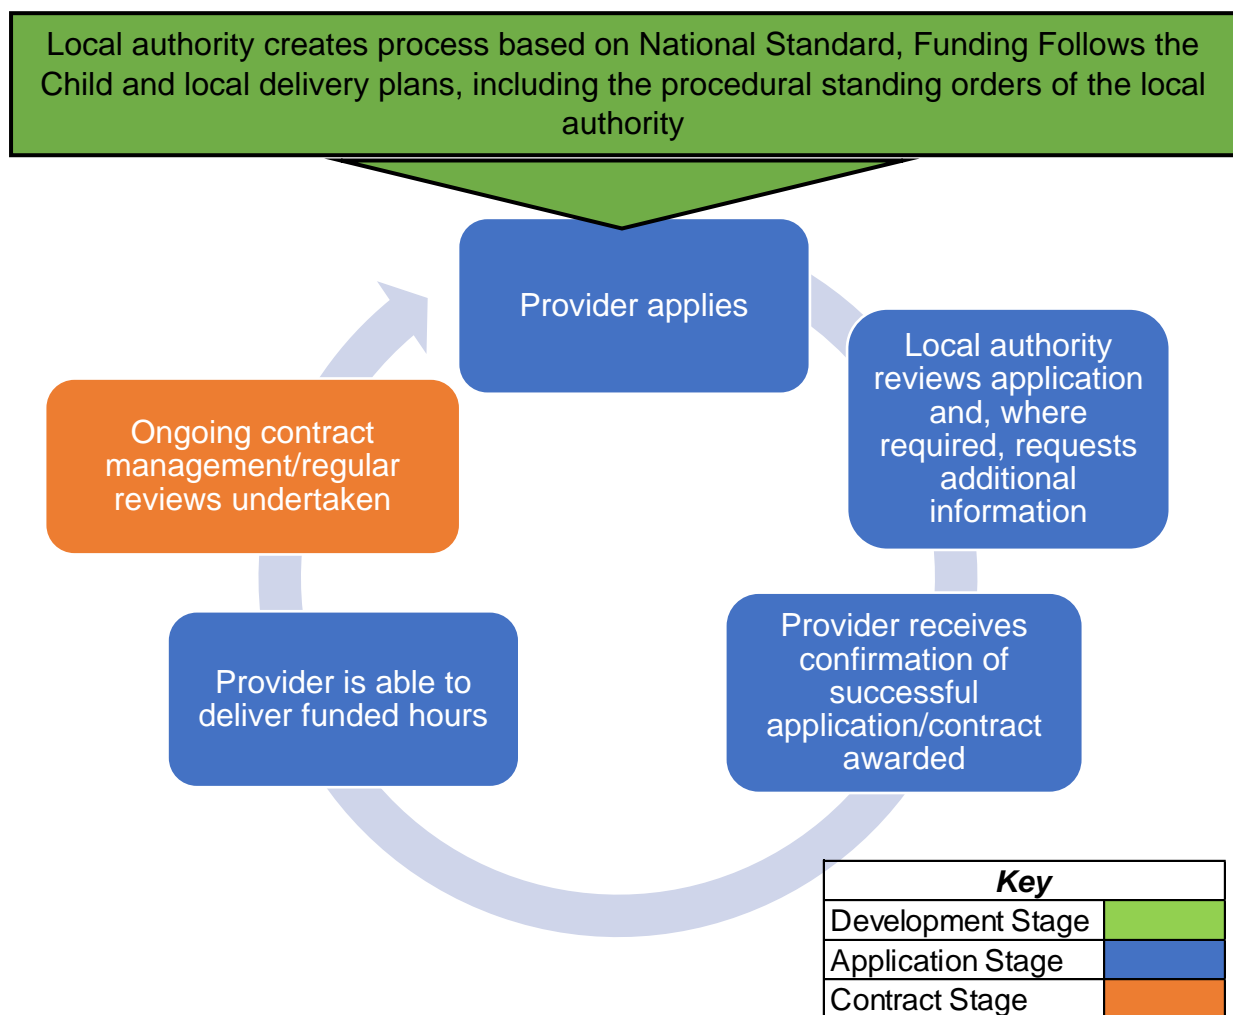 Local authority creates process based on National Standard, Funding Follows the
Child and local delivery plans, including the procedural standing orders of the local
authority
Provider applies
Local authority
reviews application
and, where
required, requests
additional
information
Provider receives
confirmation of
successful
application/contract
awarded
Provider is able to
deliver funded hours
Ongoing contract
management/regular
reviews undertaken
Key
Development Stage
Application Stage
Contract Stage